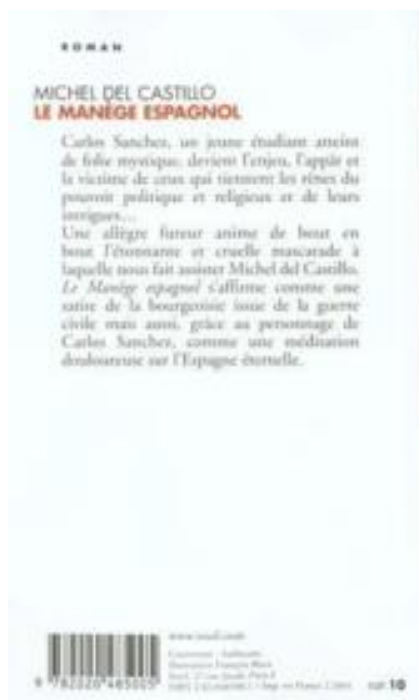 ROMAN
MICHEL DEL CASTILLO
LE MANÈGE ESPAGNOL
Carlos Sanchez, un jeune étudiant atteint
de folie mystique, devient l'enjeu, l'appât et
la victime de ceux qui tiennent les rênes du
pouvoir politique et religieux et de leurs
intrigues...
Une allègre fureur anime de bout en
bout l'étonnante et cruelle mascarade à
laquelle nous fait assister Michel del Castillo.
Le Manège espagnol s'affirme comme une
satire de la bourgeoisie issue de la guerre
civile mais aussi, grâce au personnage de
Carlos Sanchez, comme une méditation
douloureuse sur l'Espagne éternelle.
www.seuil.com
9 782020 485005
10